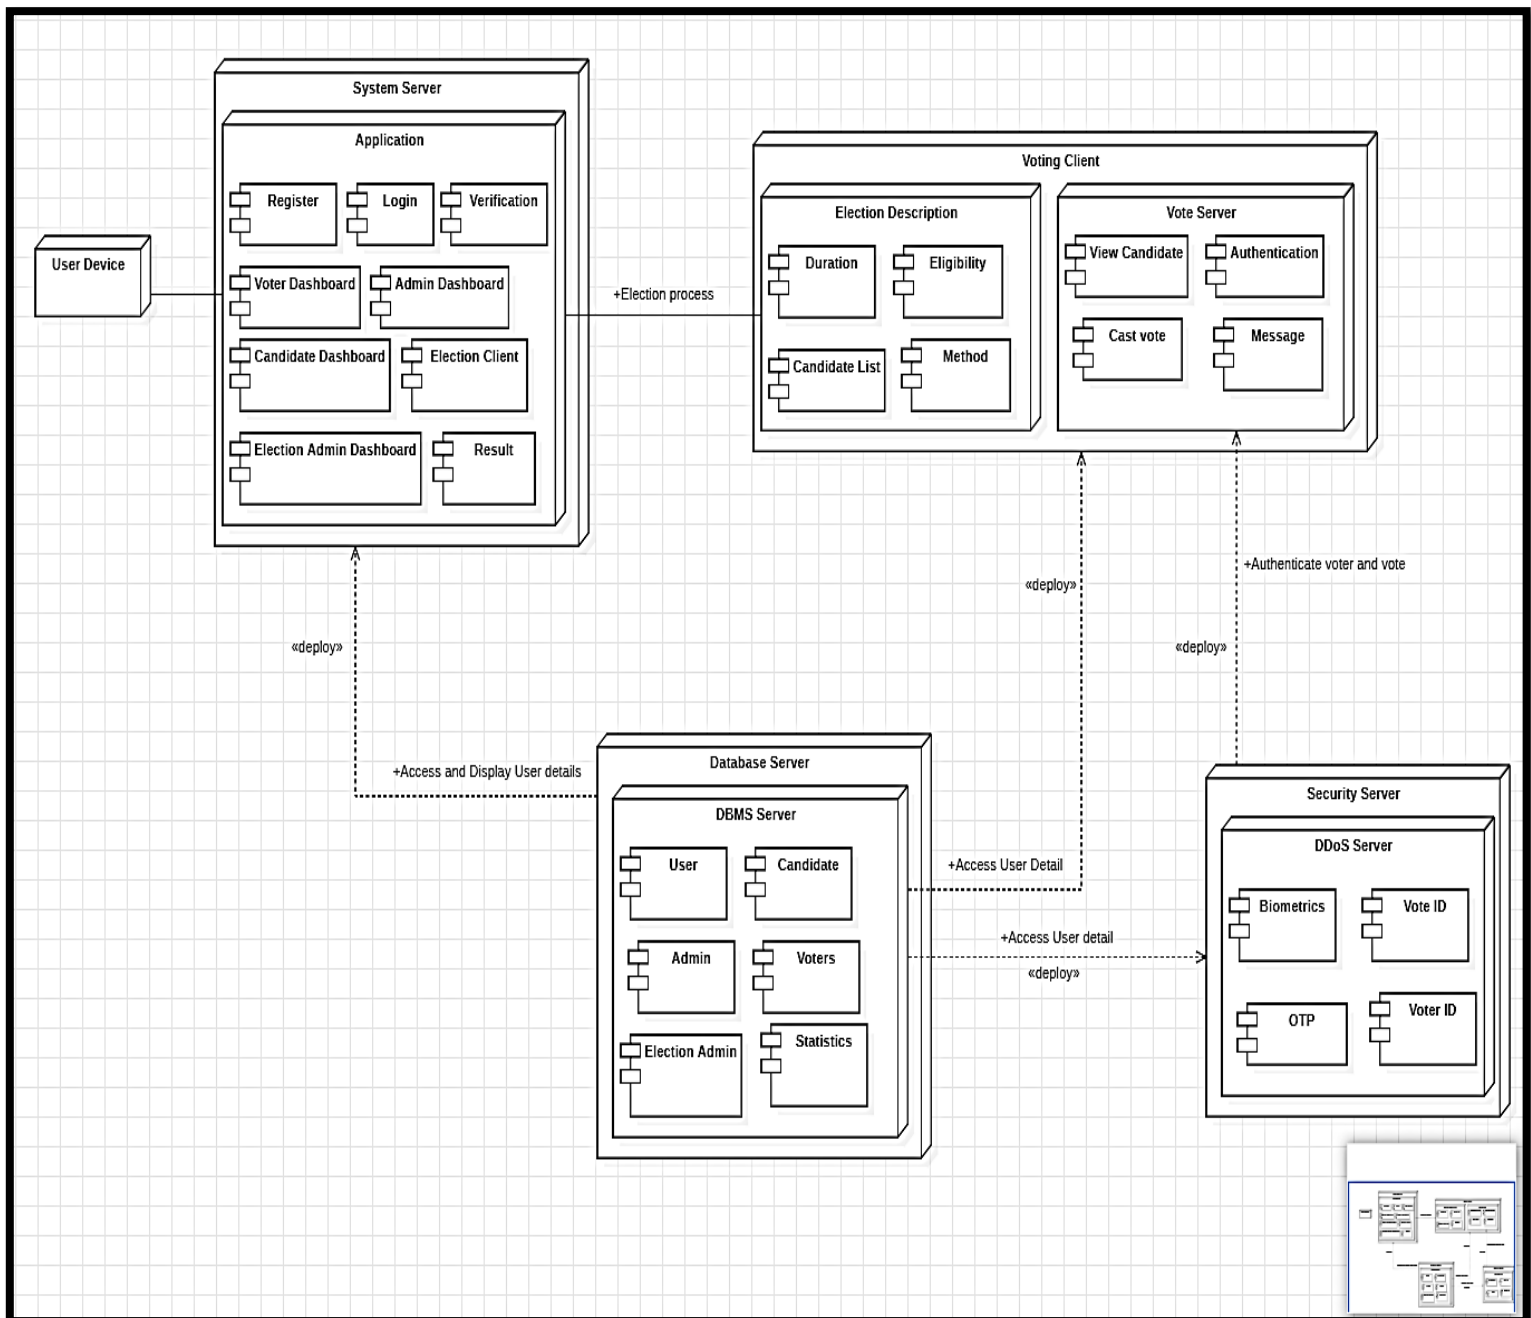 System Server
Application
Register
Login
Verification
Voter Dashboard
Admin Dashboard
Candidate Dashboard
Election Client
Election Admin Dashboard
Result
User Device
+Election process
Voting Client
Election Description
Duration
Eligibility
Candidate List
Method
Vote Server
View Candidate
Authentication
Cast vote
Message
«deploy»
+Access and Display User details
«deploy»
+Access User Detail
+Authenticate voter and vote
«deploy»
Database Server
DBMS Server
User
Candidate
Admin
Voters
Election Admin
Statistics
+Access User detail
«deploy»
Security Server
DDoS Server
Biometrics
Vote ID
OTP
Voter ID